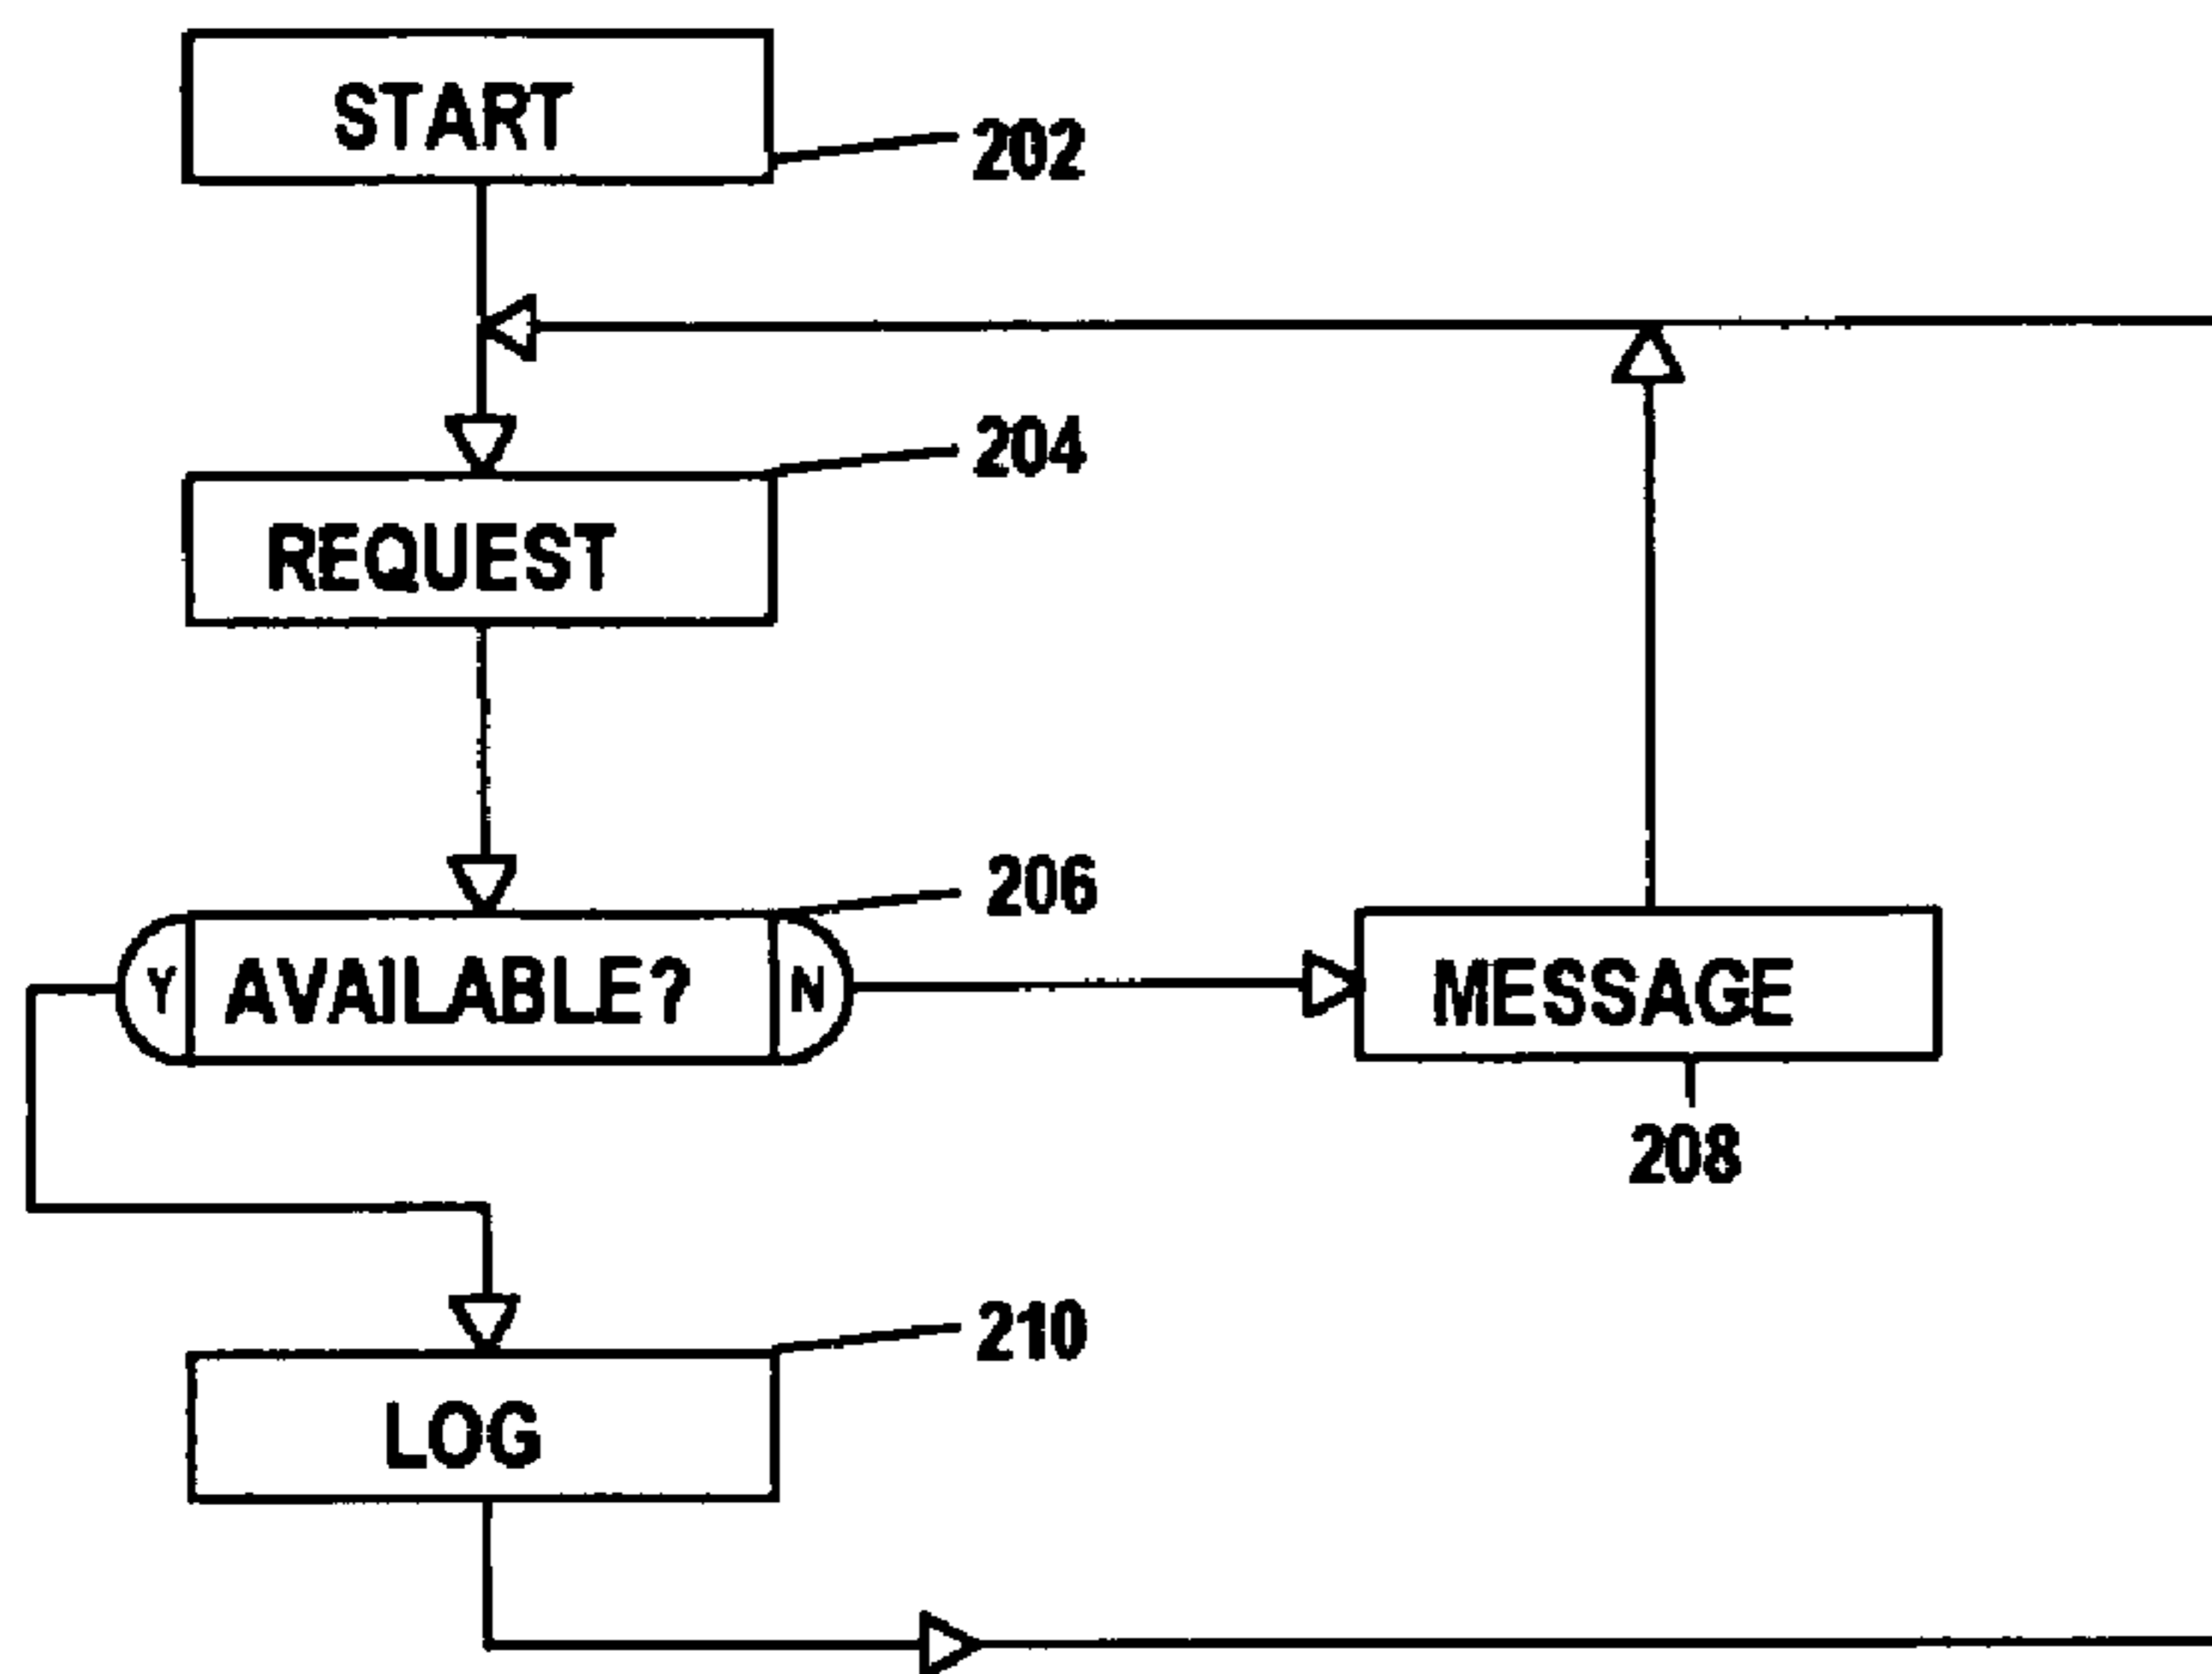 START
202
204
REQUEST
206
Y AVAILABLE? N
MESSAGE
208
210
LOG